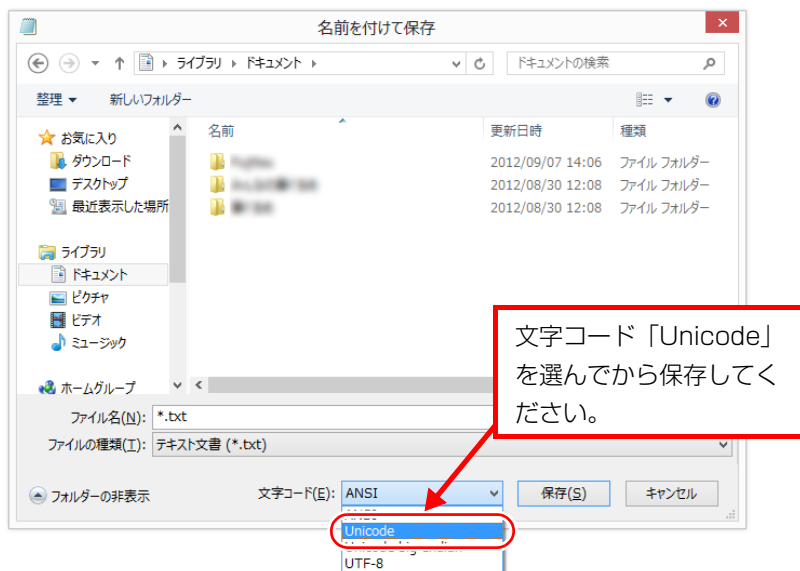 名前を付けて保存
ライブラリ ドキュメント
ドキュメントの検索
整理 新しいフォルダー
お気に入り
ダウンロード
デスクトップ
最近表示した場所
ライブラリ
ドキュメント
ピクチャ
ビデオ
ミュージック
ホームグループ
名前 更新日時 種類
2012/09/07 14:06 ファイル フォルダー
2012/08/30 12:08 ファイル フォルダー
2012/08/30 12:08 ファイル フォルダー
文字コード「Unicode」
を選んでから保存してく
ださい。
ファイル名(N): *.txt
ファイルの種類(T): テキスト文書 (*.txt)
フォルダーの非表示
文字コード(E): ANSI
保存(S) キャンセル
Unicode
UTF-8